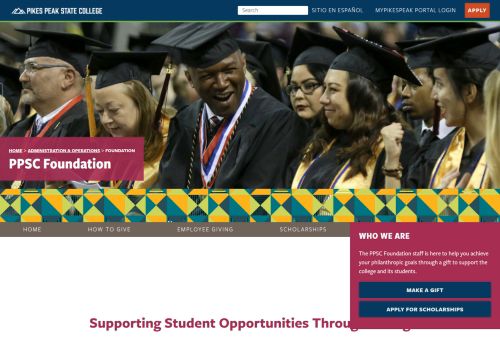 PIKES PEAK STATE COLLEGE
Search
SITIO EN ESPAÑOL
MYPIKESPEAK PORTAL LOGIN
APPLY
HOME > ADMINISTRATION & OPERATIONS > FOUNDATION
PPSC Foundation
HOME
HOW TO GIVE
EMPLOYEE GIVING
SCHOLARSHIPS
WHO WE ARE
The PPSC Foundation staff is here to help you achieve
your philanthropic goals through a gift to support the
college and its students.
MAKE A GIFT
APPLY FOR SCHOLARSHIPS
Supporting Student Opportunities Through